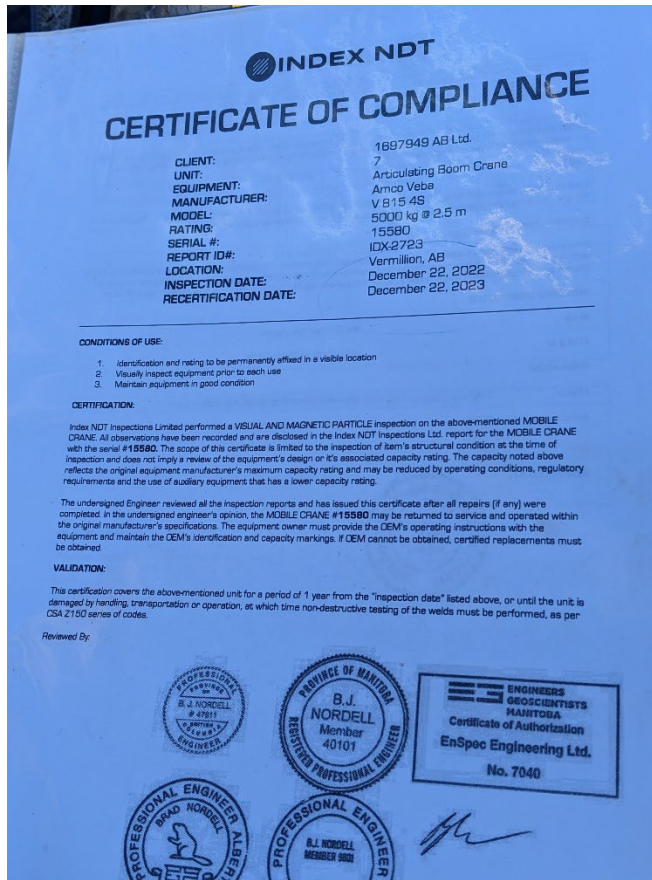 INDEX NDT
CERTIFICATE OF COMPLIANCE
CLIENT: 1697949 AB Ltd.
UNIT: 7
EQUIPMENT: Articulating Boom Crane
MANUFACTURER: Amco Veba
MODEL: V 815 4S
RATING: 5000 kg @ 2.5 m
SERIAL #: 15580
REPORT ID#: IDX-2723
LOCATION: Vermillion, AB
INSPECTION DATE: December 22, 2022
RECERTIFICATION DATE: December 22, 2023
CONDITIONS OF USE:
1. Identification and rating to be permanently affixed in a visible location
2. Visually inspect equipment prior to each use
3. Maintain equipment in good condition
CERTIFICATION:
Index NDT Inspections Limited performed a VISUAL AND MAGNETIC PARTICLE inspection on the above-mentioned MOBILE
CRANE. All observations have been recorded and are disclosed in the Index NDT Inspections Ltd. report for the MOBILE CRANE
with the serial #15580. The scope of this certificate is limited to the inspection of item's structural condition at the time of
inspection and does not imply a review of the equipment's design or it's associated capacity rating. The capacity noted above
reflects the original equipment manufacturer's maximum capacity rating and may be reduced by operating conditions, regulatory
requirements and the use of auxiliary equipment that has a lower capacity rating.
The undersigned Engineer reviewed all the inspection reports and has issued this certificate after all repairs (if any) were
completed. In the undersigned engineer's opinion, the MOBILE CRANE #15580 may be returned to service and operated within
the original manufacturer's specifications. The equipment owner must provide the OEM's operating instructions with the
equipment and maintain the OEM's identification and capacity markings. If OEM cannot be obtained, certified replacements must
be obtained.
VALIDATION:
This certification covers the above-mentioned unit for a period of 1 year from the "inspection date" listed above, or until the unit is
damaged by handling, transportation or operation, at which time non-destructive testing of the welds must be performed, as per
CSA Z150 series of codes.
Reviewed By:
PROFESSIONAL
PROVINCE
OF
B. J. NORDELL
# 47811
BRITISH
COLUMBIA
ENGINEER
PROVINCE OF MANITOBA
B.J.
NORDELL
Member
40101
REGISTERED PROFESSIONAL ENGINEER
ENGINEERS
GEOSCIENTISTS
MANITOBA
Certificate of Authorization
EnSpec Engineering Ltd.
No. 7040
PROFESSIONAL ENGINEER
BRAD NORDELL
PROFESSIONAL ENGINEER
B.J. NORDELL